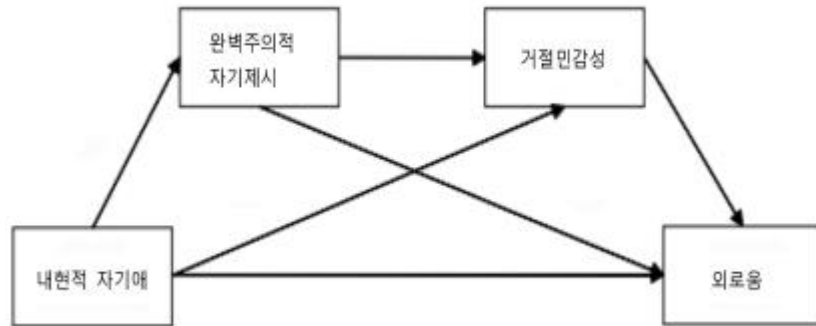 완벽주의적
자기제시
거절민감성
내현적 자기애
외로움